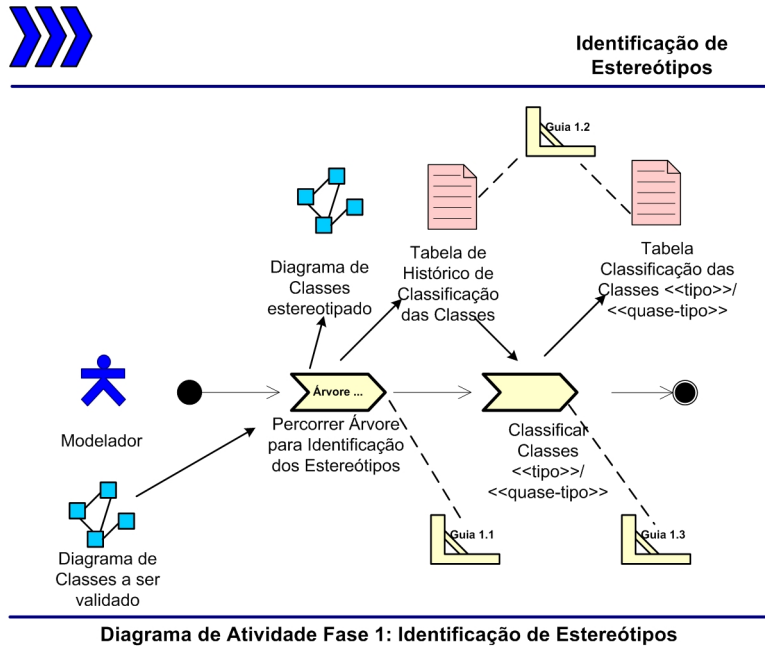 Identificação de
Estereótipos
Guia 1.2
Diagrama de
Classes
estereotipado
Tabela de
Histórico de
Classificação
das Classes
Tabela
Classificação das
Classes <<tipo>>/
<<quase-tipo>>
Modelador
Árvore ...
Percorrer Árvore
para Identificação
dos Estereótipos
Classificar
Classes
<<tipo>>/
<<quase-tipo>>
Diagrama de
Classes a ser
validado
Guia 1.1
Guia 1.3
Diagrama de Atividade Fase 1: Identificação de Estereótipos